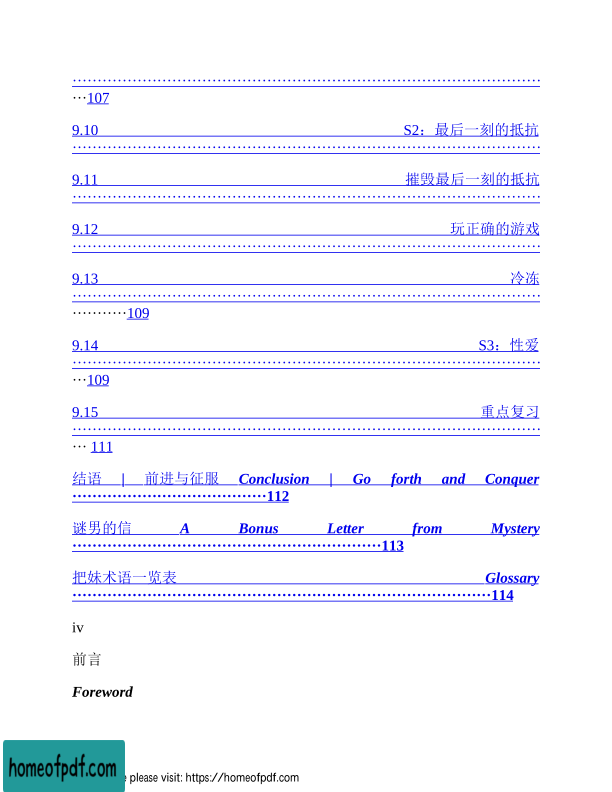 ………………………………………………………………………………
…107
9.10 S2：最后一刻的抵抗
………………………………………………………………………………
9.11 摧毁最后一刻的抵抗
………………………………………………………………………………
9.12 玩正确的游戏
………………………………………………………………………………
9.13 冷冻
………………………………………………………………………………
…………109
9.14 S3：性爱
………………………………………………………………………………
…109
9.15 重点复习
………………………………………………………………………………
… 111
结语 | 前进与征服 Conclusion | Go forth and Conquer
…………………………………112
谜男的信 A Bonus Letter from Mystery
……………………………………………………113
把妹术语一览表 Glossary
………………………………………………………………………114
iv
前言
Foreword
homeofpdf.com
e please visit: https://homeofpdf.com